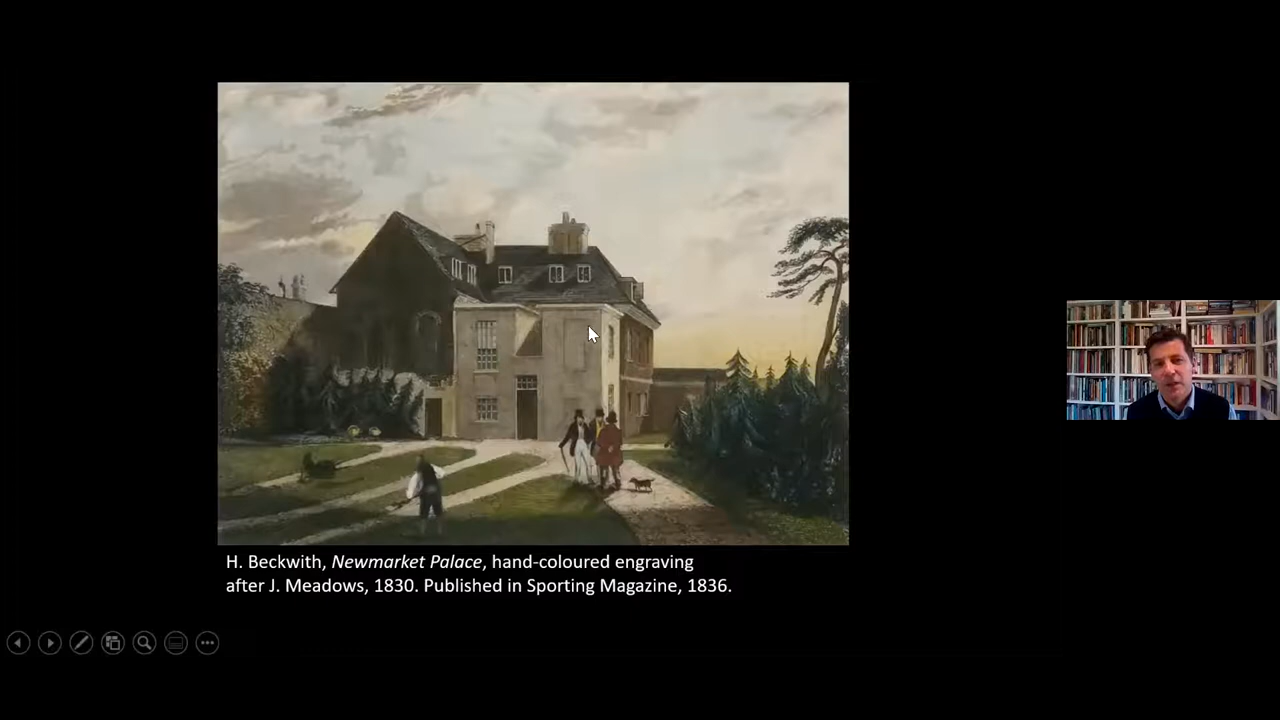 H. Beckwith, Newmarket Palace, hand-coloured engraving
after J. Meadows, 1830. Published in Sporting Magazine, 1836.